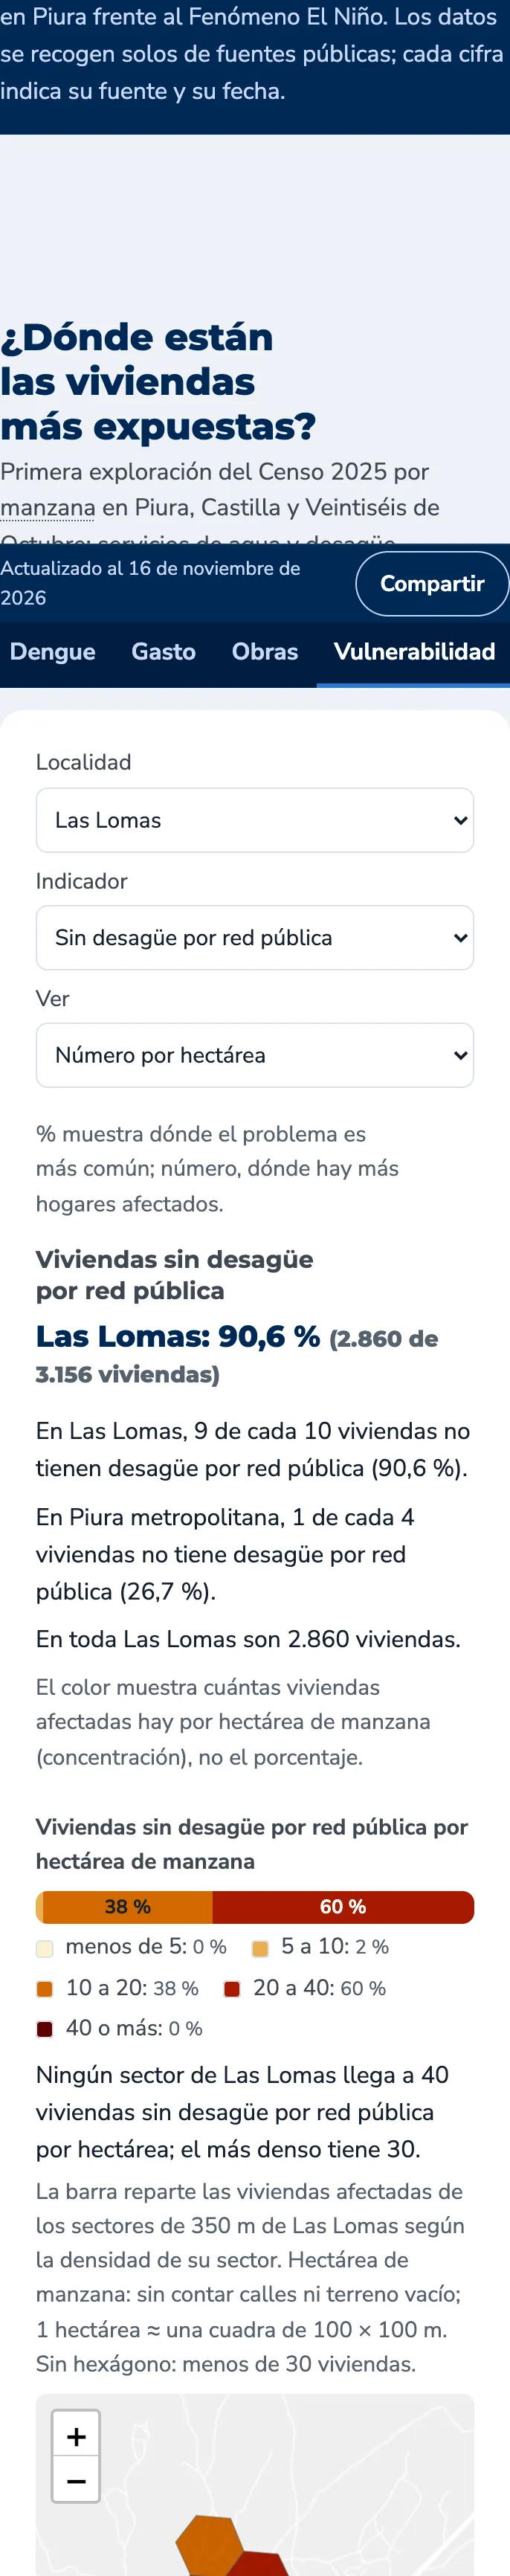 en Piura frente al Fenómeno El Niño. Los datos
se recogen solos de fuentes públicas; cada cifra
indica su fuente y su fecha.
¿Dónde están
las viviendas
más expuestas?
Primera exploración del Censo 2025 por
manzana en Piura, Castilla y Veintiséis de
Octubre: servicios de agua y desagüe
Actualizado al 16 de noviembre de
2026
Compartir
Dengue Gasto Obras Vulnerabilidad
Localidad
Las Lomas
Indicador
Sin desagüe por red pública
Ver
Número por hectárea
% muestra dónde el problema es
más común; número, dónde hay más
hogares afectados.
Viviendas sin desagüe
por red pública
Las Lomas: 90,6 % (2.860 de
3.156 viviendas)
En Las Lomas, 9 de cada 10 viviendas no
tienen desagüe por red pública (90,6 %).
En Piura metropolitana, 1 de cada 4
viviendas no tiene desagüe por red
pública (26,7 %).
En toda Las Lomas son 2.860 viviendas.
El color muestra cuántas viviendas
afectadas hay por hectárea de manzana
(concentración), no el porcentaje.
Viviendas sin desagüe por red pública por
hectárea de manzana
38 % 60 %
menos de 5: 0 % 5 a 10: 2 %
10 a 20: 38 % 20 a 40: 60 %
40 o más: 0 %
Ningún sector de Las Lomas llega a 40
viviendas sin desagüe por red pública
por hectárea; el más denso tiene 30.
La barra reparte las viviendas afectadas de
los sectores de 350 m de Las Lomas según
la densidad de su sector. Hectárea de
manzana: sin contar calles ni terreno vacío;
1 hectárea ≈ una cuadra de 100 × 100 m.
Sin hexágono: menos de 30 viviendas.
+
−